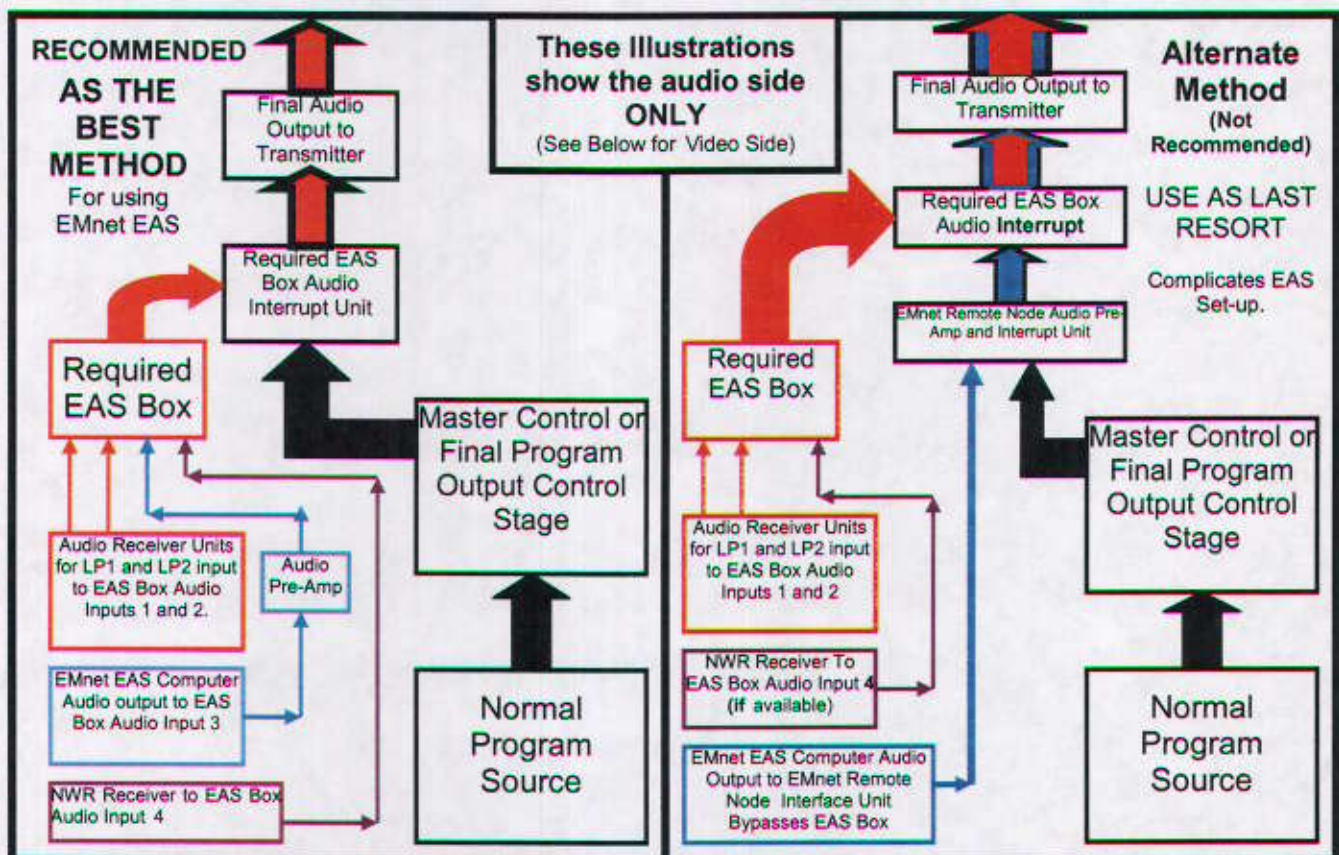 RECOMMENDED
AS THE
BEST
METHOD
For using
EMnet EAS
Final Audio
Output to
Transmitter
Required EAS
Box Audio
Interrupt Unit
Required
EAS Box
Master Control or
Final Program
Output Control
Stage
Audio Receiver Units
for LP1 and LP2 input
to EAS Box Audio
Inputs 1 and 2.
Audio
Pre-Amp
EMnet EAS Computer
Audio output to EAS
Box Audio Input 3
Normal
Program
Source
NWR Receiver to EAS Box
Audio Input 4
These Illustrations
show the audio side
ONLY
(See Below for Video Side)
Final Audio Output to
Transmitter
Alternate
Method
(Not
Recommended)
USE AS LAST
RESORT
Complicates EAS
Set-up.
Required EAS Box
Audio Interrupt
EMnet Remote Node Audio Pre-
Amp and Interrupt Unit
Required
EAS Box
Master Control or
Final Program
Output Control
Stage
Audio Receiver Units
for LP1 and LP2 input
to EAS Box Audio
Inputs 1 and 2
NWR Receiver To
EAS Box Audio Input 4
(if available)
Normal
Program
Source
EMnet EAS Computer Audio
Output to EMnet Remote
Node Interface Unit
Bypasses EAS Box